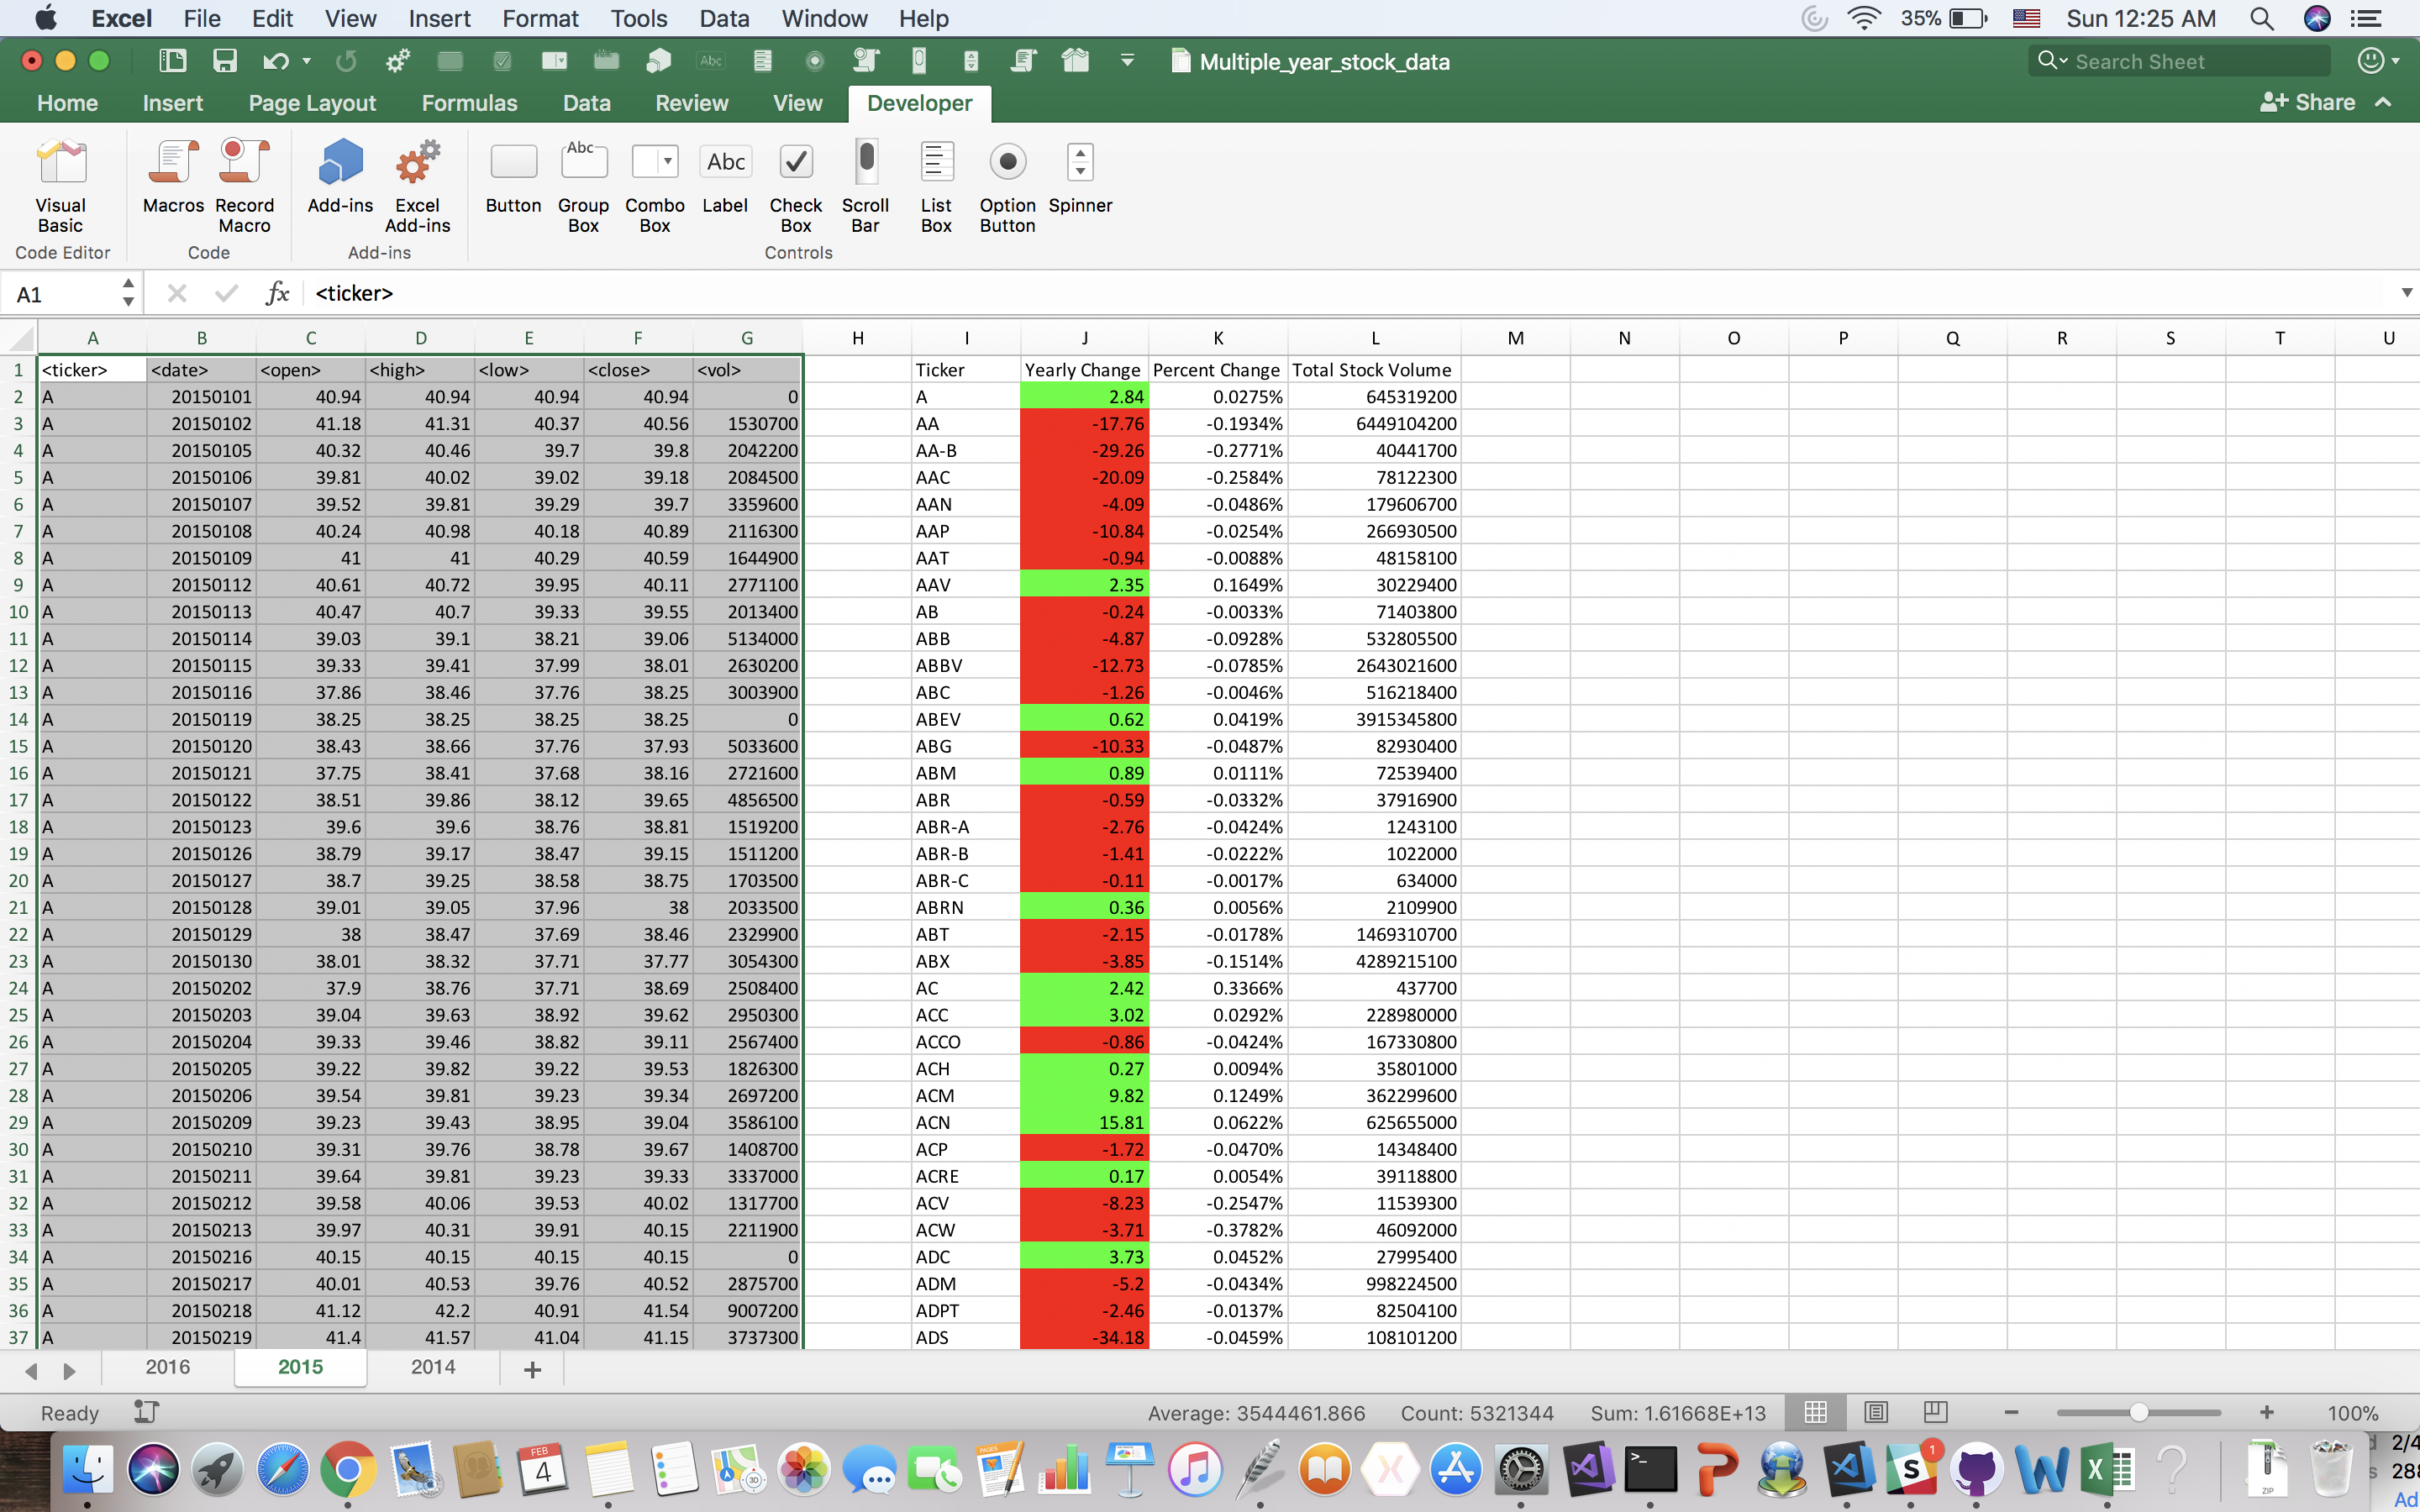 Excel File Edit View Insert Format Tools Data Window Help 35% Sun 12:25 AM
Abc Multiple_year_stock_data Search Sheet
Home Insert Page Layout Formulas Data Review View Developer Share
Abc Abc
Visual Basic Macros Record Macro Add-ins Excel Add-ins Button Group Box Combo Box Label Check Box Scroll Bar List Box Option Button Spinner
Code Editor Code Add-ins Controls
A1 fx <ticker>
A B C D E F G H I J K L M N O P Q R S T U
1 <ticker> <date> <open> <high> <low> <close> <vol> Ticker Yearly Change Percent Change Total Stock Volume
2 A 20150101 40.94 40.94 40.94 40.94 0 A 2.84 0.0275% 645319200
3 A 20150102 41.18 41.31 40.37 40.56 1530700 AA -17.76 -0.1934% 6449104200
4 A 20150105 40.32 40.46 39.7 39.8 2042200 AA-B -29.26 -0.2771% 40441700
5 A 20150106 39.81 40.02 39.02 39.18 2084500 AAC -20.09 -0.2584% 78122300
6 A 20150107 39.52 39.81 39.29 39.7 3359600 AAN -4.09 -0.0486% 179606700
7 A 20150108 40.24 40.98 40.18 40.89 2116300 AAP -10.84 -0.0254% 266930500
8 A 20150109 41 41 40.29 40.59 1644900 AAT -0.94 -0.0088% 48158100
9 A 20150112 40.61 40.72 39.95 40.11 2771100 AAV 2.35 0.1649% 30229400
10 A 20150113 40.47 40.7 39.33 39.55 2013400 AB -0.24 -0.0033% 71403800
11 A 20150114 39.03 39.1 38.21 39.06 5134000 ABB -4.87 -0.0928% 532805500
12 A 20150115 39.33 39.41 37.99 38.01 2630200 ABBV -12.73 -0.0785% 2643021600
13 A 20150116 37.86 38.46 37.76 38.25 3003900 ABC -1.26 -0.0046% 516218400
14 A 20150119 38.25 38.25 38.25 38.25 0 ABEV 0.62 0.0419% 3915345800
15 A 20150120 38.43 38.66 37.76 37.93 5033600 ABG -10.33 -0.0487% 82930400
16 A 20150121 37.75 38.41 37.68 38.16 2721600 ABM 0.89 0.0111% 72539400
17 A 20150122 38.51 39.86 38.12 39.65 4856500 ABR -0.59 -0.0332% 37916900
18 A 20150123 39.6 39.6 38.76 38.81 1519200 ABR-A -2.76 -0.0424% 1243100
19 A 20150126 38.79 39.17 38.47 39.15 1511200 ABR-B -1.41 -0.0222% 1022000
20 A 20150127 38.7 39.25 38.58 38.75 1703500 ABR-C -0.11 -0.0017% 634000
21 A 20150128 39.01 39.05 37.96 38 2033500 ABRN 0.36 0.0056% 2109900
22 A 20150129 38 38.47 37.69 38.46 2329900 ABT -2.15 -0.0178% 1469310700
23 A 20150130 38.01 38.32 37.71 37.77 3054300 ABX -3.85 -0.1514% 4289215100
24 A 20150202 37.9 38.76 37.71 38.69 2508400 AC 2.42 0.3366% 437700
25 A 20150203 39.04 39.63 38.92 39.62 2950300 ACC 3.02 0.0292% 228980000
26 A 20150204 39.33 39.46 38.82 39.11 2567400 ACCO -0.86 -0.0424% 167330800
27 A 20150205 39.22 39.82 39.22 39.53 1826300 ACH 0.27 0.0094% 35801000
28 A 20150206 39.54 39.81 39.23 39.34 2697200 ACM 9.82 0.1249% 362299600
29 A 20150209 39.23 39.43 38.95 39.04 3586100 ACN 15.81 0.0622% 625655000
30 A 20150210 39.31 39.76 38.78 39.67 1408700 ACP -1.72 -0.0470% 14348400
31 A 20150211 39.64 39.81 39.23 39.33 3337000 ACRE 0.17 0.0054% 39118800
32 A 20150212 39.58 40.06 39.53 40.02 1317700 ACV -8.23 -0.2547% 11539300
33 A 20150213 39.97 40.31 39.91 40.15 2211900 ACW -3.71 -0.3782% 46092000
34 A 20150216 40.15 40.15 40.15 40.15 0 ADC 3.73 0.0452% 27995400
35 A 20150217 40.01 40.53 39.76 40.52 2875700 ADM -5.2 -0.0434% 998224500
36 A 20150218 41.12 42.2 40.91 41.54 9007200 ADPT -2.46 -0.0137% 82504100
37 A 20150219 41.4 41.57 41.04 41.15 3737300 ADS -34.18 -0.0459% 108101200
2016 2015 2014
Ready Average: 3544461.866 Count: 5321344 Sum: 1.61668E+13 100%
FEB
4
PAGES
3D
ZIP
1